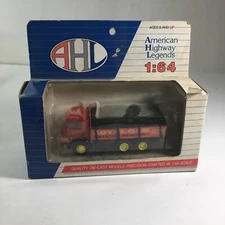 AGES 8 AND UP
AHL
American
Highway
Legends
1:64
QUALITY DIE-CAST MODELS PRECISION CRAFTED IN 1:64 SCALE